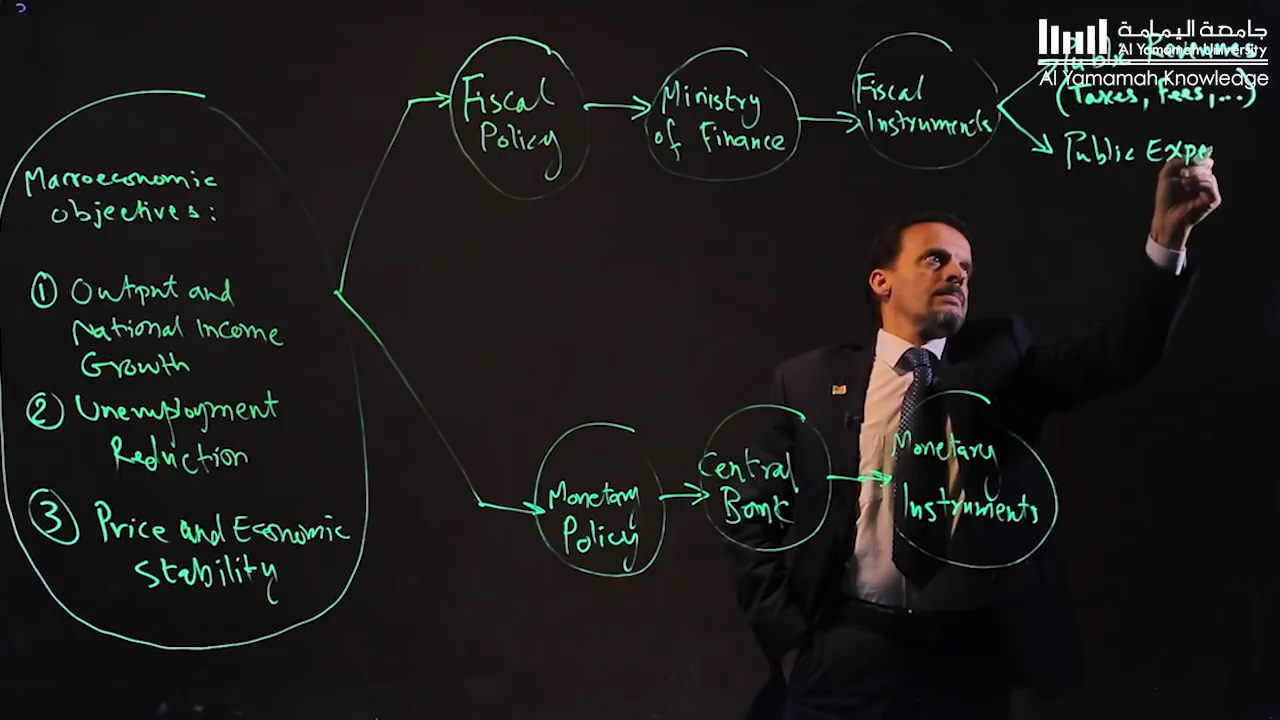 جامعة اليمامة
Al Yamamah University
Al Yamamah Knowledge
Macroeconomic
Objectives:
① Output and
National Income
Growth
② Unemployment
Reduction
③ Price and Economic
Stability
Fiscal
Policy
Ministry
of Finance
Fiscal
Instruments
Public Revenues
(Taxes, Fees,...)
Public Expe
Monetary
Policy
Central
Bank
Monetary
Instruments